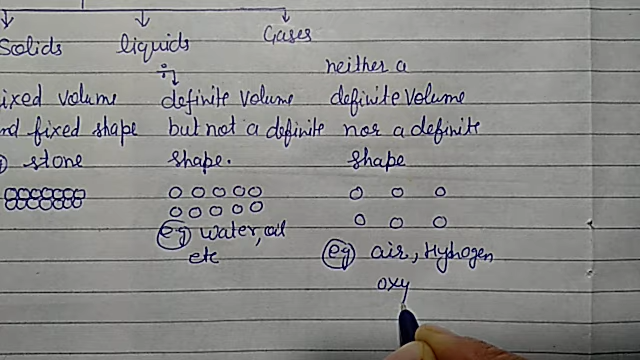 Solids liquids Gases
ixed volume
nd fixed shape
stone
definite volume
but not a definite
shape.
eg water, oil
etc
neither a
definite volume
nor a definite
shape
eg air, Hydrogen
oxy